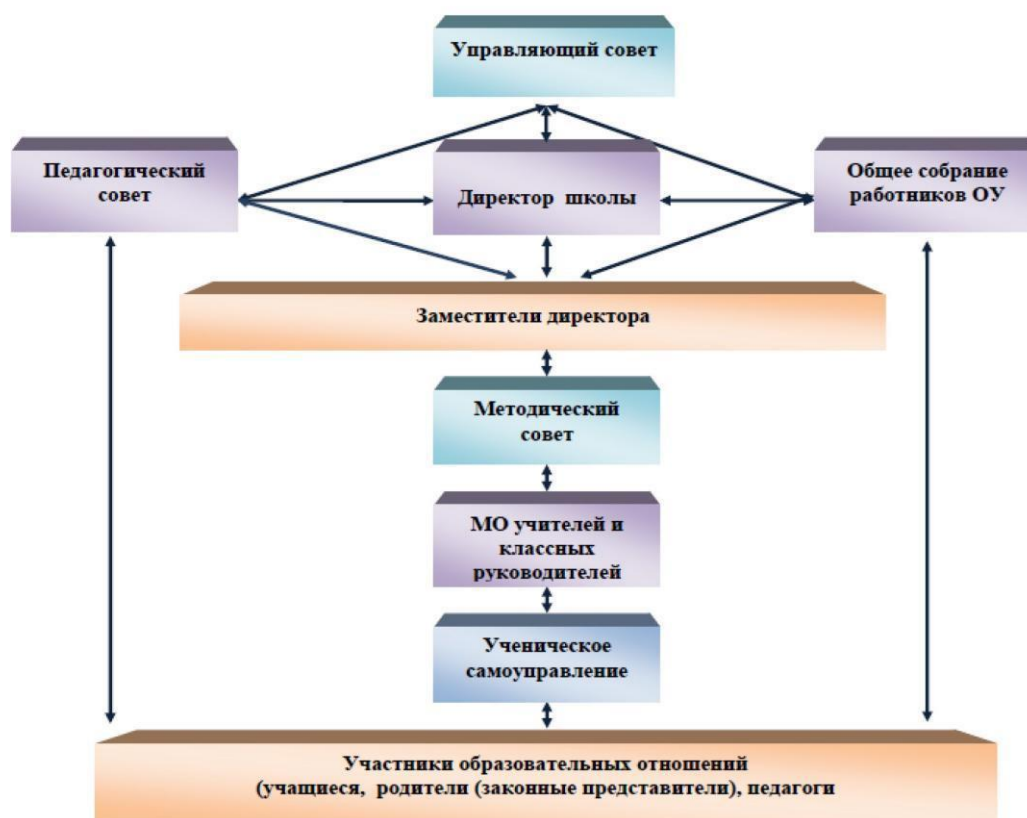 Управляющий совет
Педагогический
совет
Директор школы
Общее собрание
работников ОУ
Заместители директора
Методический
совет
МО учителей и
классных
руководителей
Ученическое
самоуправление
Участники образовательных отношений
(учащиеся, родители (законные представители), педагоги